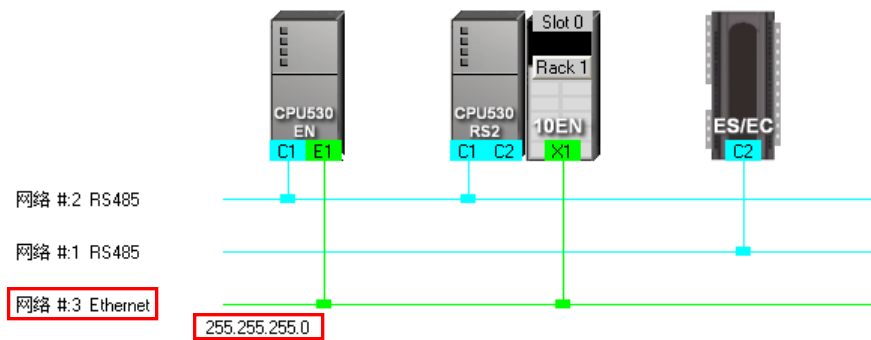 Slot 0
Rack 1
CPU530
EN
C1 E1
CPU530
RS2
C1 C2
10EN
X1
ES/EC
C2
网络 #:2 RS485
网络 #:1 RS485
网络 #:3 Ethernet
255.255.255.0